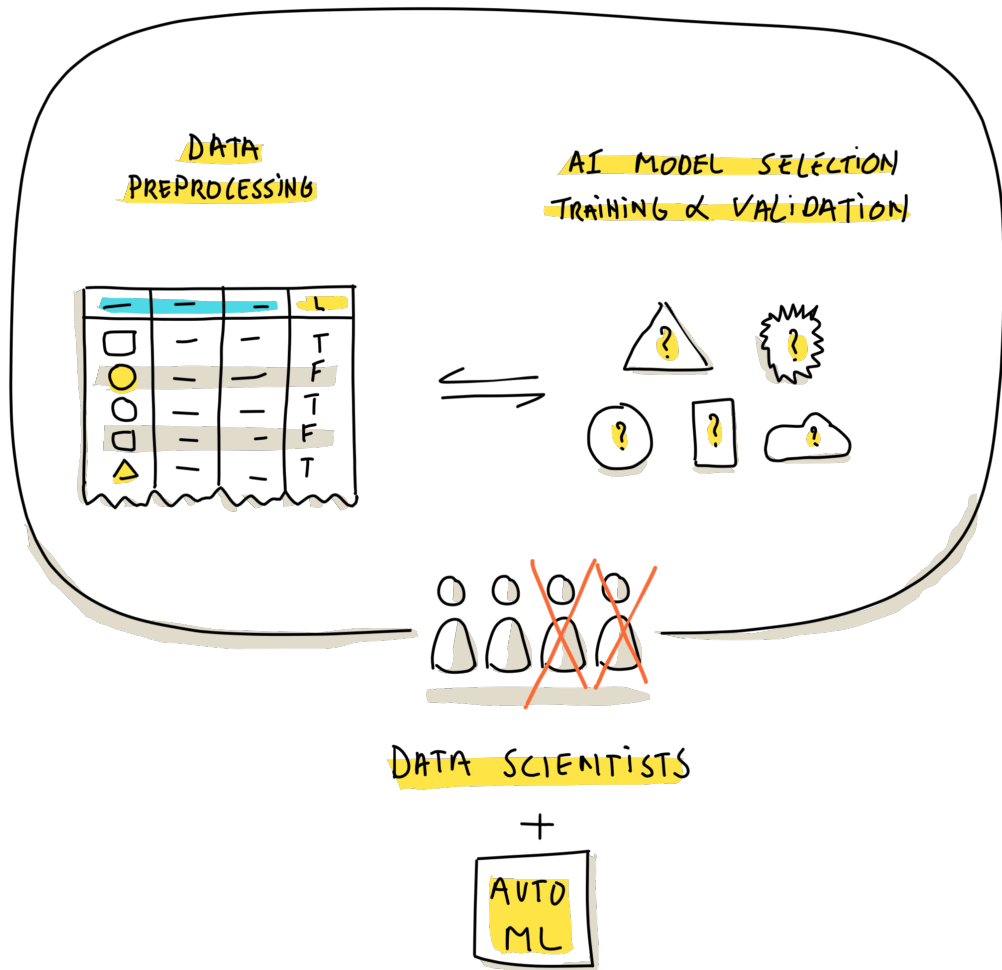 DATA
PREPROCESSING
AI MODEL SELECTION
TRAINING & VALIDATION
L
T
F
T
F
T
? ?
? ? ?
DATA SCIENTISTS
+
AUTO
ML